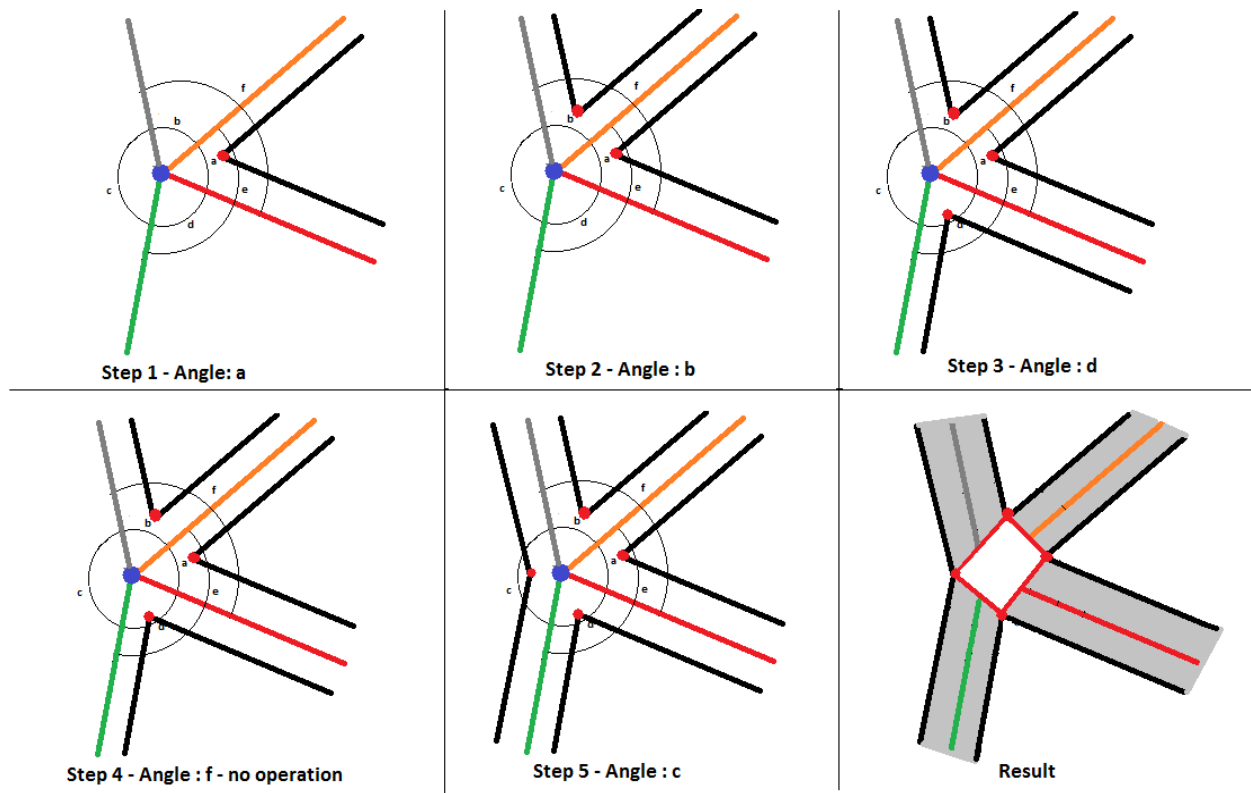 f
b
a
c
e
d
Step 1 - Angle: a
f
b
a
c
e
d
Step 2 - Angle : b
f
b
a
c
e
d
Step 3 - Angle : d
f
b
a
c
e
d
Step 4 - Angle : f - no operation
f
b
a
c
e
d
Step 5 - Angle : c
Result